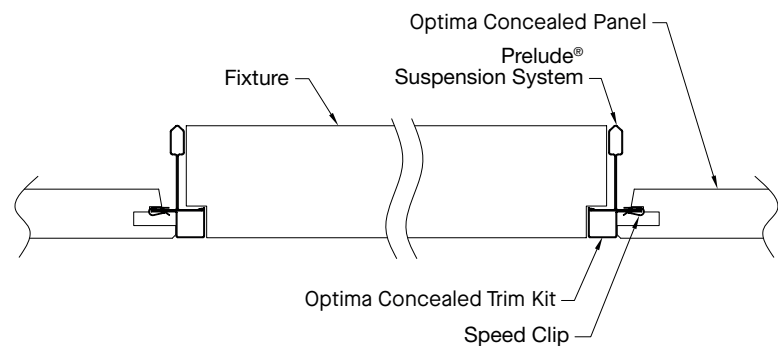 Optima Concealed Panel
Prelude®
Suspension System
Fixture
Optima Concealed Trim Kit
Speed Clip